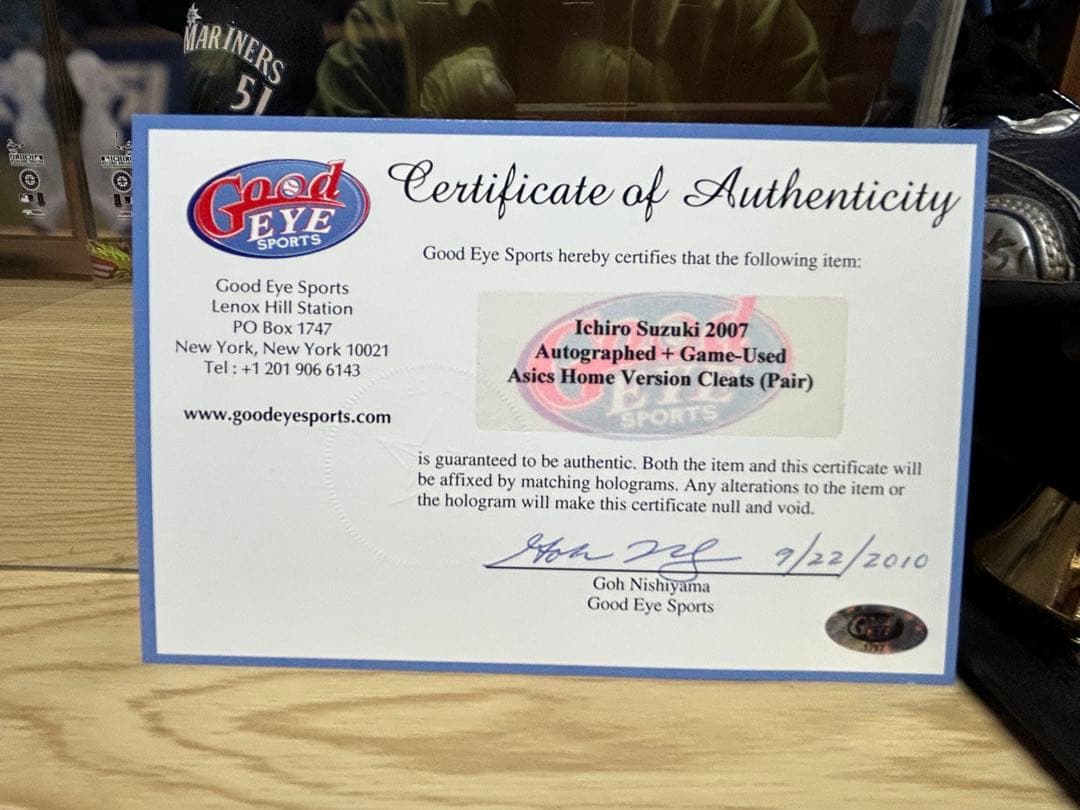 MARINERS
51
Good
EYE
SPORTS
Certificate of Authenticity
Good Eye Sports hereby certifies that the following item:
Good Eye Sports
Lenox Hill Station
PO Box 1747
New York, New York 10021
Tel : +1 201 906 6143
www.goodeyesports.com
Ichiro Suzuki 2007
Autographed + Game-Used
Asics Home Version Cleats (Pair)
SPORTS
is guaranteed to be authentic. Both the item and this certificate will
be affixed by matching holograms. Any alterations to the item or
the hologram will make this certificate null and void.
9/22/2010
Goh Nishiyama
Good Eye Sports